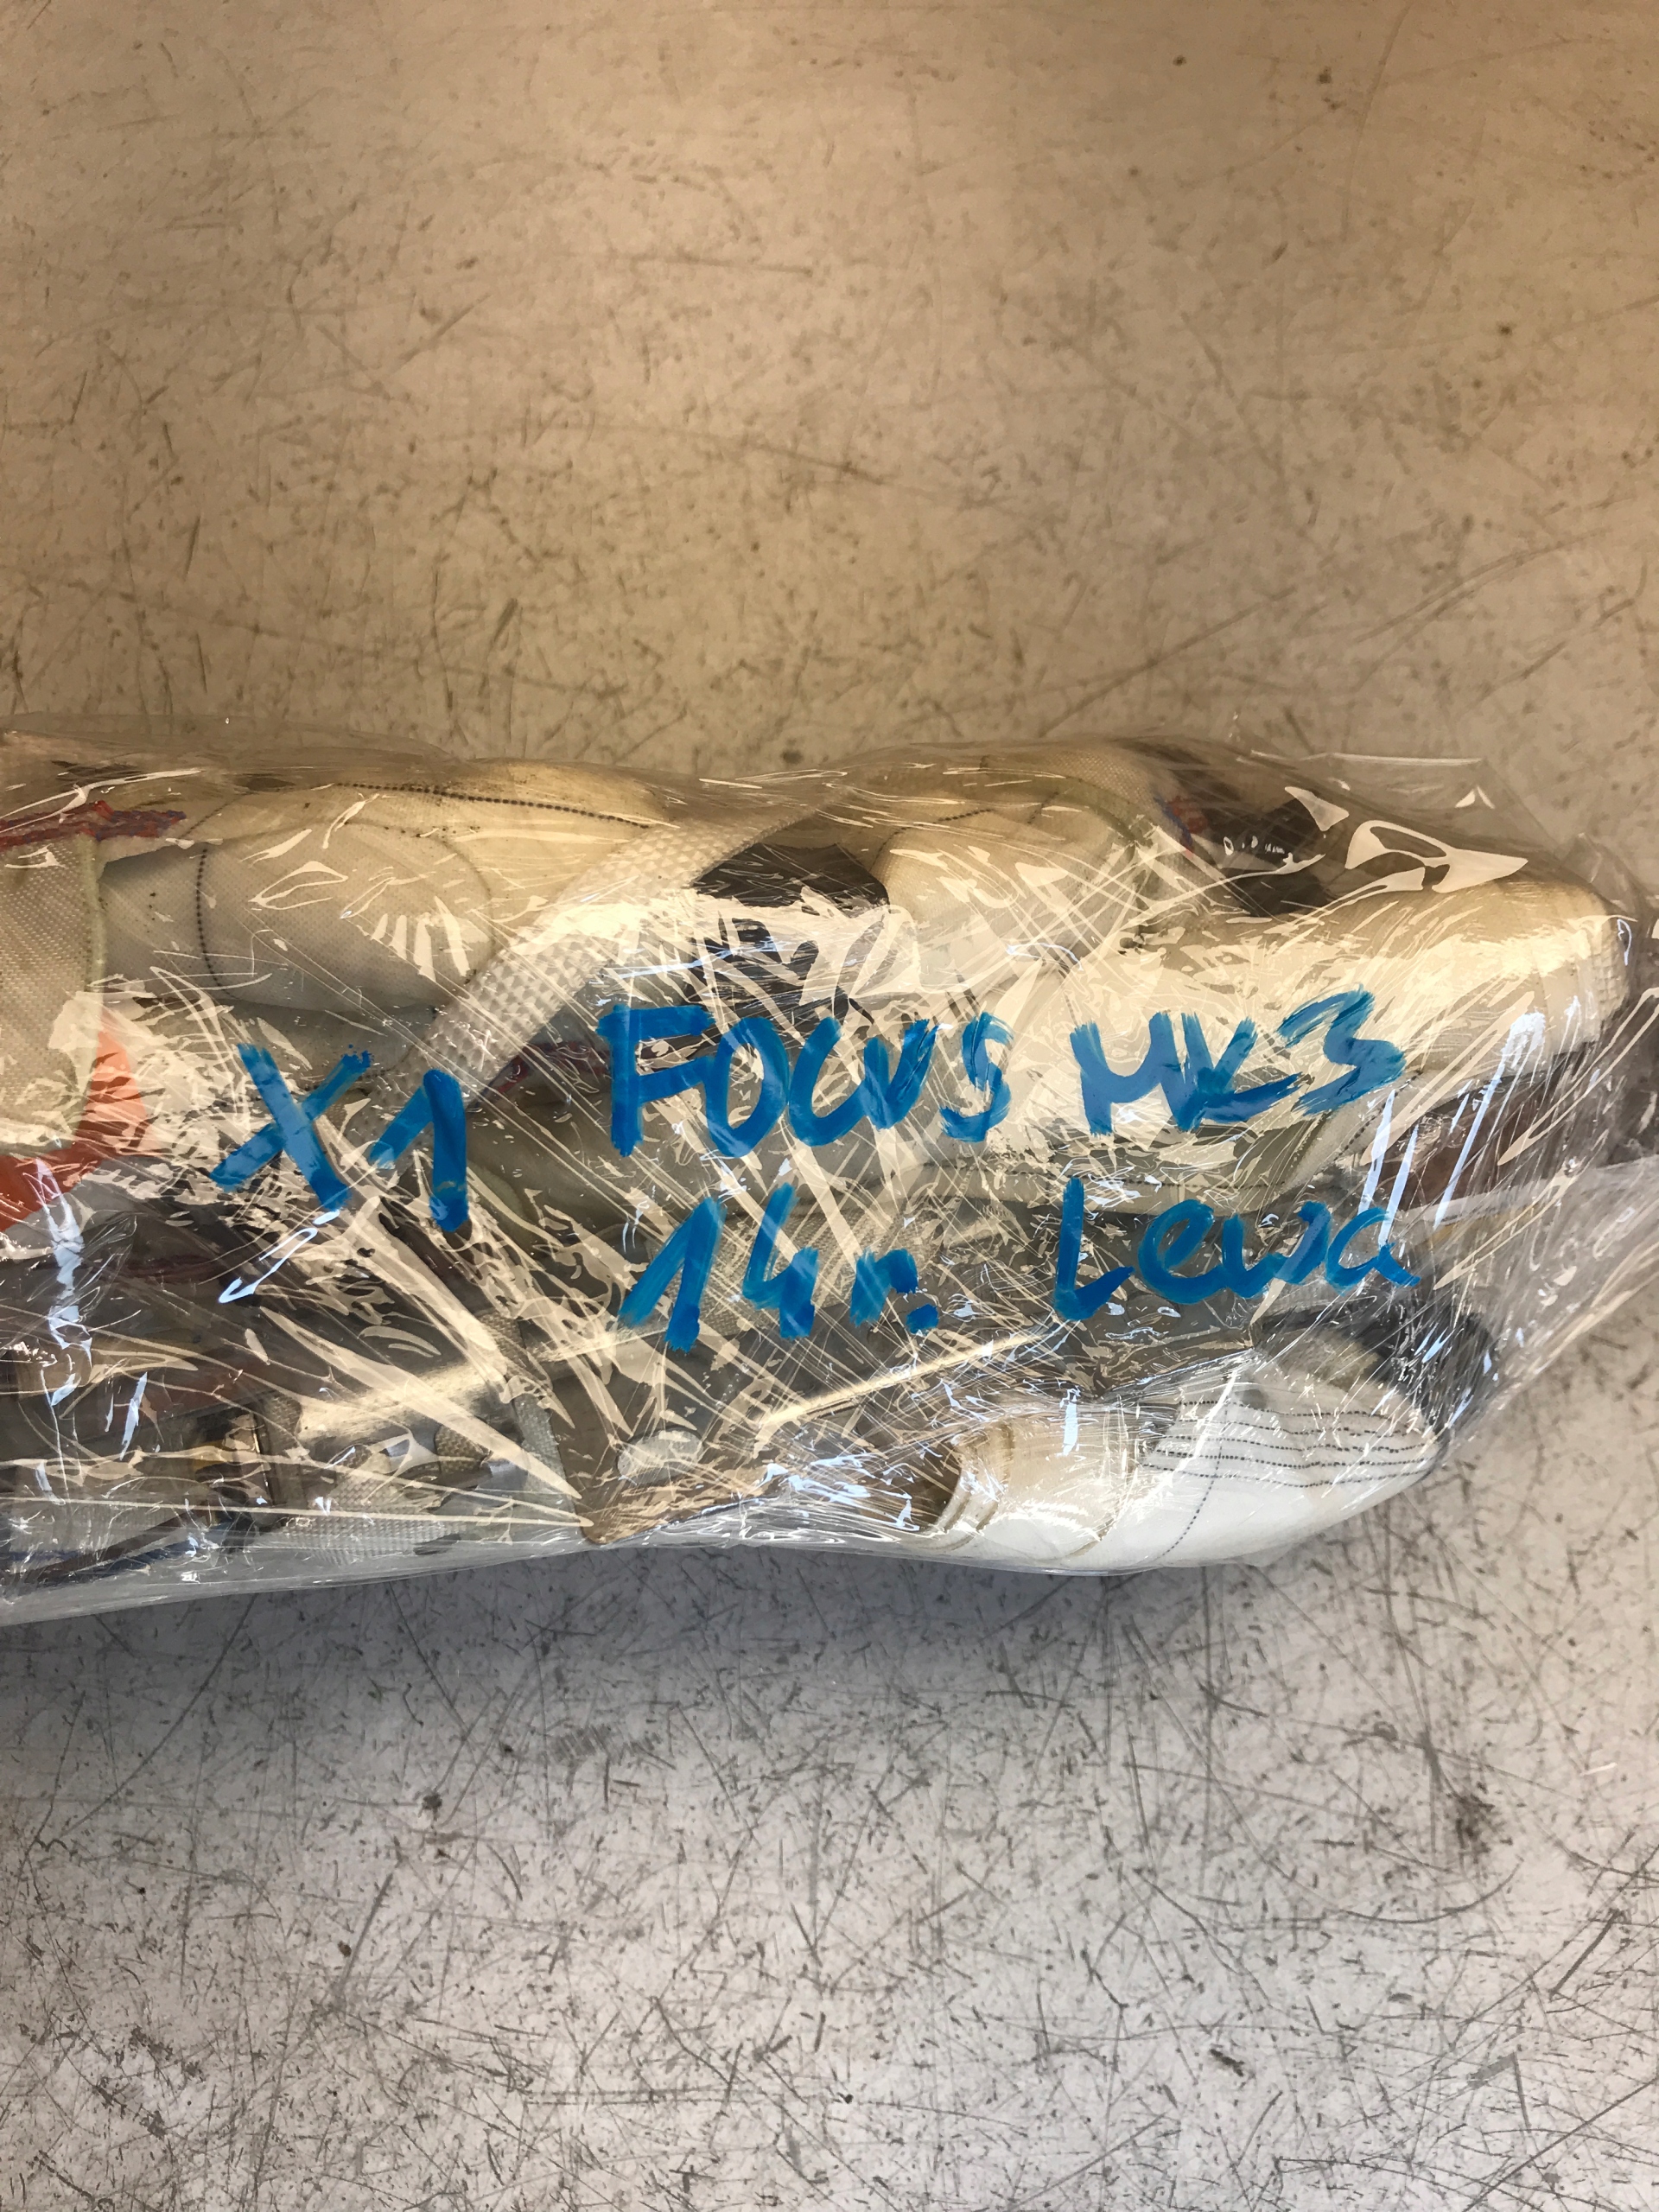 X1 FOCUS MK3
14r. Lewa